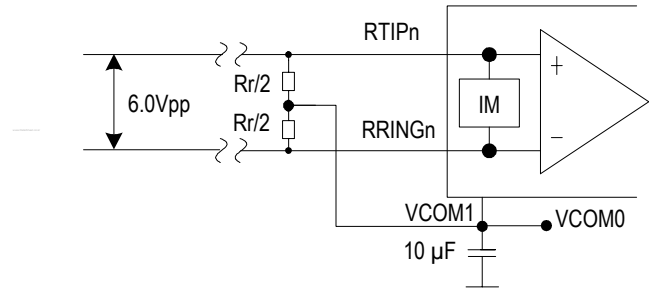 RTIPn
Rr/2
6.0Vpp
IM
Rr/2
RRINGn
VCOM1
VCOM0
10 µF
+
−